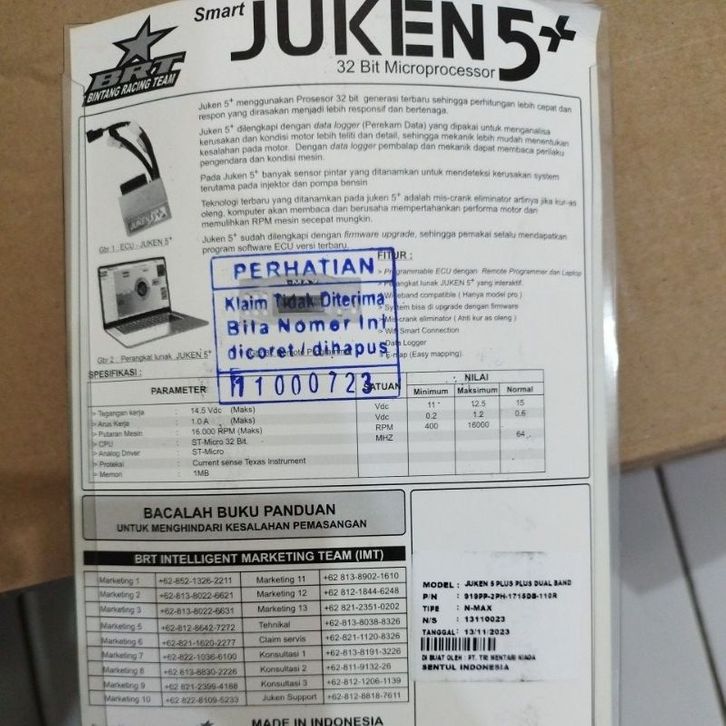 Smart JUKEN 5+
32 Bit Microprocessor
BRT
BINTANG RACING TEAM
Juken 5+ menggunakan Prosesor 32 bit generasi terbaru sehingga perhitungan lebih cepat dan
respon yang dirasakan menjadi lebih responsif dan bertenaga.
Juken 5+ dilengkapi dengan data logger (Perekam Data) yang dipakai untuk menganalisa
kerusakan dan kondisi motor lebih teliti dan detail, sehingga mekanik lebih mudah menentukan
kesalahan pada motor. Dengan data logger pembalap dan mekanik dapat membaca perilaku
pengendara dan kondisi mesin.
Pada Juken 5+ banyak sensor pintar yang ditanamkan untuk mendeteksi kerusakan system
terutama pada injektor dan pompa bensin
Teknologi terbaru yang ditanamkan pada juken 5+ adalah mis-crank eliminator artinya jika kur-as
oleng, komputer akan membaca dan berusaha mempertahankan performa motor dan
memulihkan RPM mesin secepat mungkin.
Juken 5+ sudah dilengkapi dengan firmware upgrade, sehingga pemakai selalu mendapatkan
program software ECU versi terbaru.
Gbr 1 : ECU - JUKEN 5+
Gbr 2 : Perangkat lunak JUKEN 5+
FITUR :
> Programmable ECU dengan Remote Programmer dan Laptop
> Perangkat lunak JUKEN 5+ yang interaktif.
> Wideband compatible ( Hanya model pro )
> System bisa di upgrade dengan firmware
> Mis-crank eliminator ( Anti kur as oleng )
> Wifi Smart Connection
> Data Logger
> E-map (Easy mapping).
PERHATIAN
Klaim Tidak Diterima
Bila Nomer Ini
dicoret / dihapus
11000723
SPESIFIKASI :
PARAMETER SATUAN NILAI
Minimum Maksimum Normal
> Tegangan kerja : 14.5 Vdc (Maks) Vdc 11 12.5 15
> Arus Kerja : 1.0 A (Maks) Vdc 0.2 1.2 0.6
> Putaran Mesin : 16.000 RPM (Maks) RPM 400 16000
> CPU : ST-Micro 32 Bit. MHZ 64
> Analog Driver : ST-Micro
> Proteksi : Current sense Texas Instrument
> Memori : 1MB
BACALAH BUKU PANDUAN
UNTUK MENGHINDARI KESALAHAN PEMASANGAN
BRT INTELLIGENT MARKETING TEAM (IMT)
Marketing 1 +62-852-1326-2211 Marketing 11 +62 813-8902-1610
Marketing 2 +62-813-8022-6621 Marketing 12 +62 812-1844-6248
Marketing 3 +62-813-8022-6631 Marketing 13 +62 821-2351-0202
Marketing 5 +62-812-8642-7272 Tehnikal +62-813-8038-8326
Marketing 6 +62-821-1620-2277 Claim servis +62-821-1120-8326
Marketing 7 +62-822-1036-6100 Konsultasi 1 +62-813-8191-3226
Marketing 8 +62-813-8830-2226 Konsultasi 2 +62-811-9132-26
Marketing 9 +62 821-2399-4188 Konsultasi 3 +62-812-1206-1139
Marketing 10 +62 822-8109-5233 Juken Support +62-812-8818-7611
MODEL : JUKEN 5 PLUS PLUS DUAL BAND
P/N : 919PP-2PH-1715DB-110R
TIPE : N-MAX
N/S : 13110023
TANGGAL : 13/11/2023
DI BUAT OLEH : PT. TRI MENTARI NIAGA
SENTUL INDONESIA
MADE IN INDONESIA